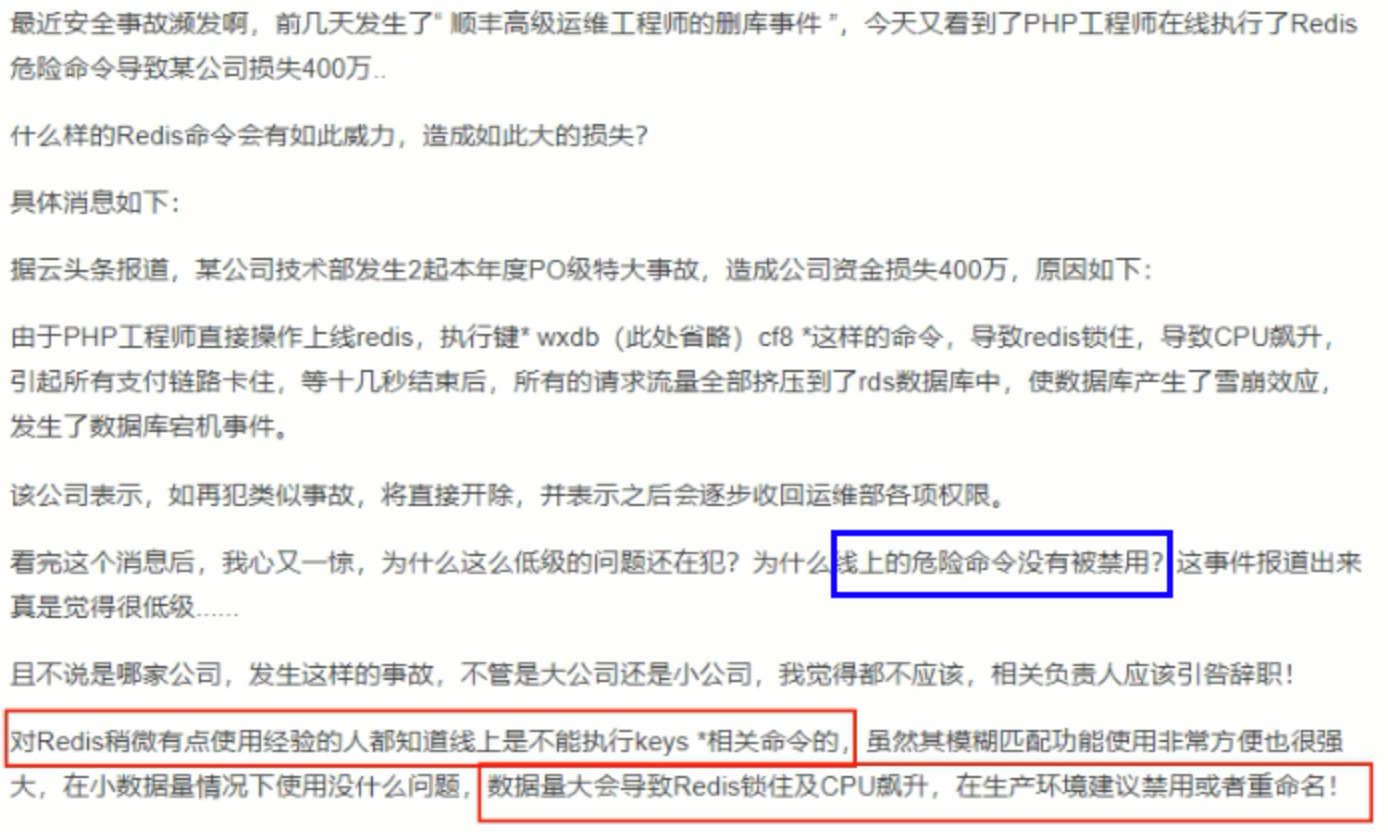 最近安全事故濒发啊，前几天发生了“ 顺丰高级运维工程师的删库事件 ”，今天又看到了PHP工程师在线执行了Redis
危险命令导致某公司损失400万..
什么样的Redis命令会有如此威力，造成如此大的损失？
具体消息如下：
据云头条报道，某公司技术部发生2起本年度PO级特大事故，造成公司资金损失400万，原因如下：
由于PHP工程师直接操作上线redis，执行键* wxdb（此处省略）cf8 *这样的命令，导致redis锁住，导致CPU飙升，
引起所有支付链路卡住，等十几秒结束后，所有的请求流量全部挤压到了rds数据库中，使数据库产生了雪崩效应，
发生了数据库宕机事件。
该公司表示，如再犯类似事故，将直接开除，并表示之后会逐步收回运维部各项权限。
看完这个消息后，我心又一惊，为什么这么低级的问题还在犯？为什么线上的危险命令没有被禁用？这事件报道出来
真是觉得很低级......
且不说是哪家公司，发生这样的事故，不管是大公司还是小公司，我觉得都不应该，相关负责人应该引咎辞职！
对Redis稍微有点使用经验的人都知道线上是不能执行keys *相关命令的，虽然其模糊匹配功能使用非常方便也很强
大，在小数据量情况下使用没什么问题，数据量大会导致Redis锁住及CPU飙升，在生产环境建议禁用或者重命名！